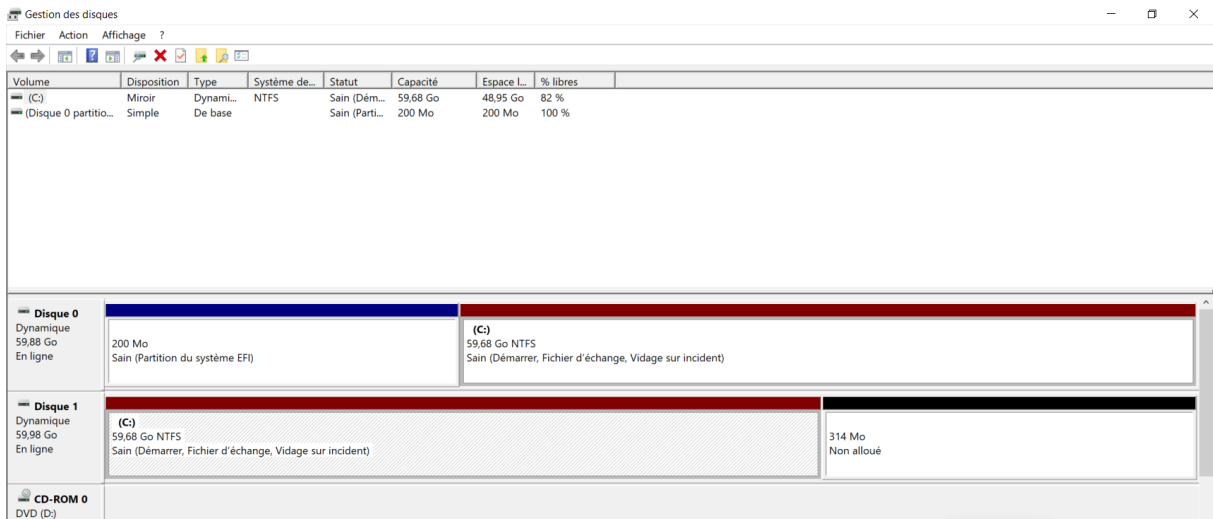 Gestion des disques
Fichier Action Affichage ?
Volume Disposition Type Système de... Statut Capacité Espace l... % libres
(C:) Miroir Dynami... NTFS Sain (Dém... 59,68 Go 48,95 Go 82 %
(Disque 0 partitio... Simple De base Sain (Parti... 200 Mo 200 Mo 100 %
Disque 0
Dynamique
59,88 Go
En ligne
200 Mo
Sain (Partition du système EFI)
(C:)
59,68 Go NTFS
Sain (Démarrer, Fichier d'échange, Vidage sur incident)
Disque 1
Dynamique
59,98 Go
En ligne
(C:)
59,68 Go NTFS
Sain (Démarrer, Fichier d'échange, Vidage sur incident)
314 Mo
Non alloué
CD-ROM 0
DVD (D:)